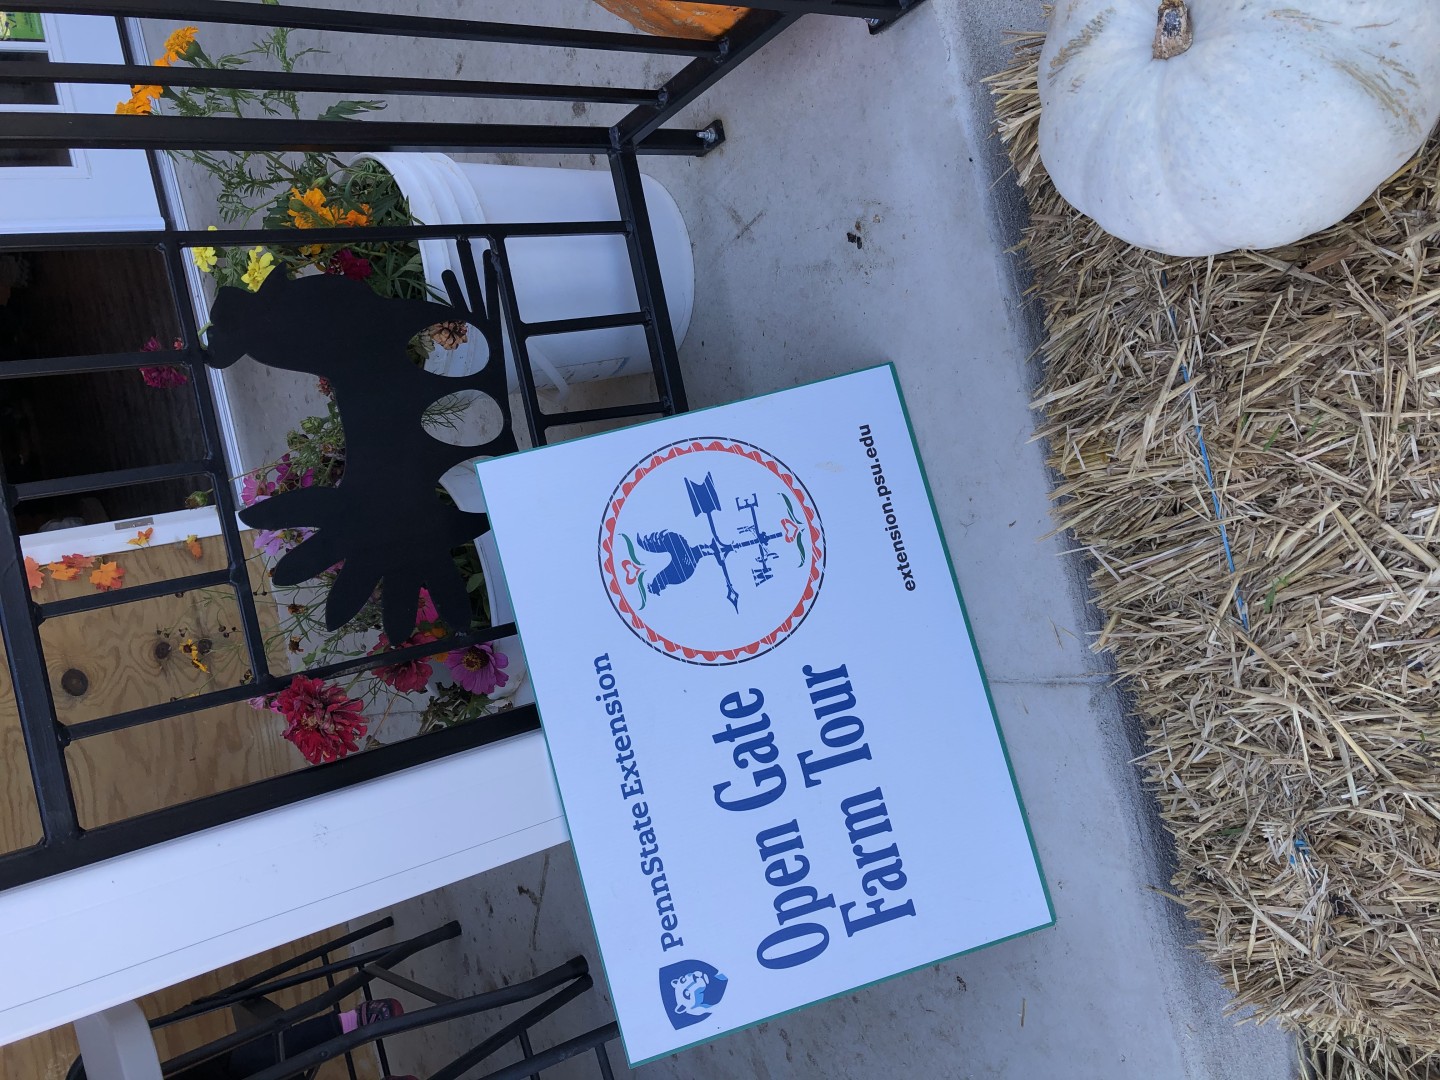 PennState Extension
Open Gate
Farm Tour
W E
extension.psu.edu